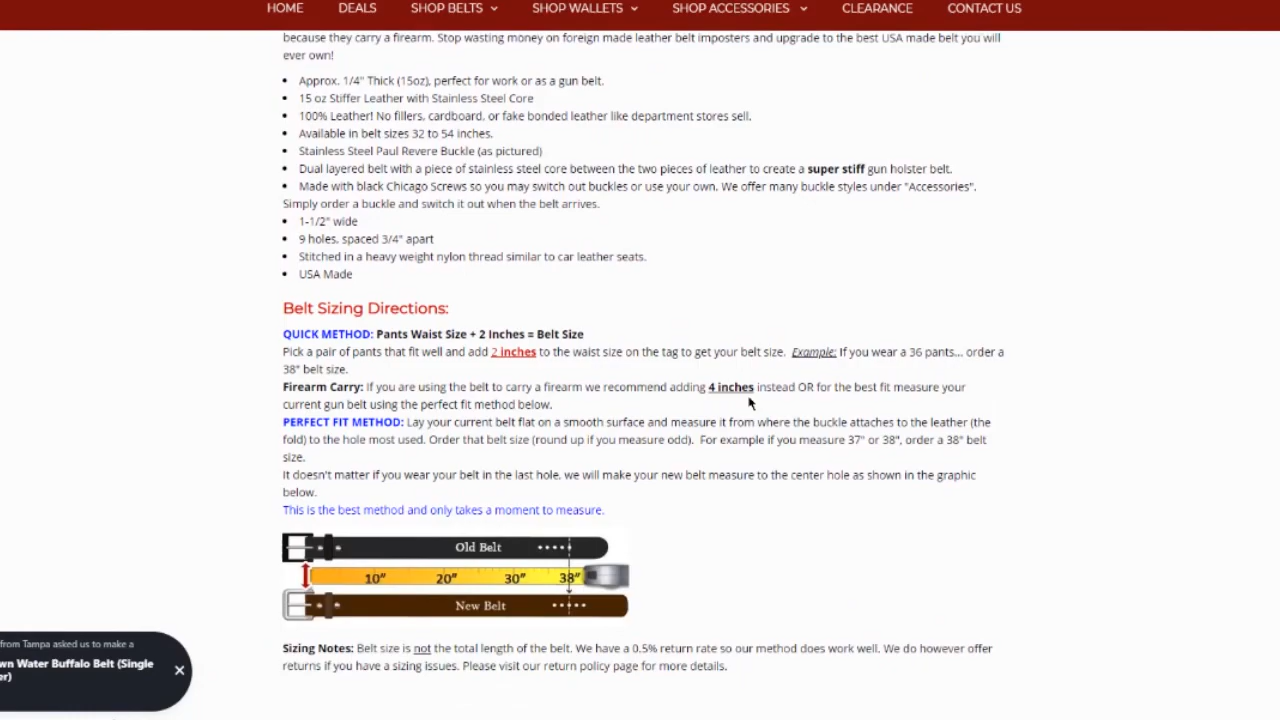 HOME DEALS SHOP BELTS SHOP WALLETS SHOP ACCESSORIES CLEARANCE CONTACT US
because they carry a firearm. Stop wasting money on foreign made leather belt imposters and upgrade to the best USA made belt you will
ever own!
• Approx. 1/4" Thick (15oz), perfect for work or as a gun belt.
• 15 oz Stiffer Leather with Stainless Steel Core
• 100% Leather! No fillers, cardboard, or fake bonded leather like department stores sell.
• Available in belt sizes 32 to 54 inches.
• Stainless Steel Paul Revere Buckle (as pictured)
• Dual layered belt with a piece of stainless steel core between the two pieces of leather to create a super stiff gun holster belt.
• Made with black Chicago Screws so you may switch out buckles or use your own. We offer many buckle styles under "Accessories".
Simply order a buckle and switch it out when the belt arrives.
• 1-1/2" wide
• 9 holes, spaced 3/4" apart
• Stitched in a heavy weight nylon thread similar to car leather seats.
• USA Made
Belt Sizing Directions:
QUICK METHOD: Pants Waist Size + 2 Inches = Belt Size
Pick a pair of pants that fit well and add 2 inches to the waist size on the tag to get your belt size. Example: If you wear a 36 pants... order a
38" belt size.
Firearm Carry: If you are using the belt to carry a firearm we recommend adding 4 inches instead OR for the best fit measure your
current gun belt using the perfect fit method below.
PERFECT FIT METHOD: Lay your current belt flat on a smooth surface and measure it from where the buckle attaches to the leather (the
fold) to the hole most used. Order that belt size (round up if you measure odd). For example if you measure 37" or 38", order a 38" belt
size.
It doesn't matter if you wear your belt in the last hole, we will make your new belt measure to the center hole as shown in the graphic
below.
This is the best method and only takes a moment to measure.
Old Belt
10" 20" 30" 38"
New Belt
Sizing Notes: Belt size is not the total length of the belt. We have a 0.5% return rate so our method does work well. We do however offer
returns if you have a sizing issues. Please visit our return policy page for more details.
from Tampa asked us to make a
wn Water Buffalo Belt (Single
er)